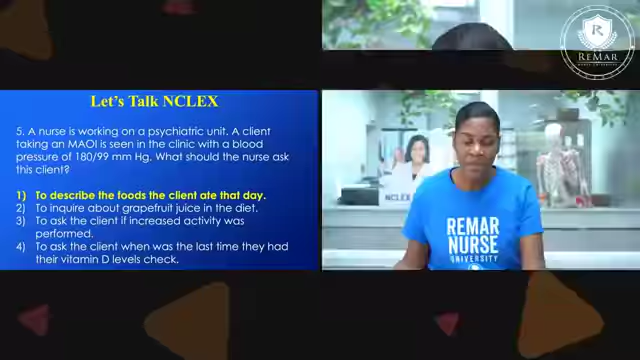 R
REMAR
NURSE UNIVERSITY
Let's Talk NCLEX
5. A nurse is working on a psychiatric unit. A client
taking an MAOI is seen in the clinic with a blood
pressure of 180/99 mm Hg. What should the nurse ask
this client?
1) To describe the foods the client ate that day.
2) To inquire about grapefruit juice in the diet.
3) To ask the client if increased activity was
performed.
4) To ask the client when was the last time they had
their vitamin D levels check.
NCLEX
REMAR
NURSE
UNIVERSITY